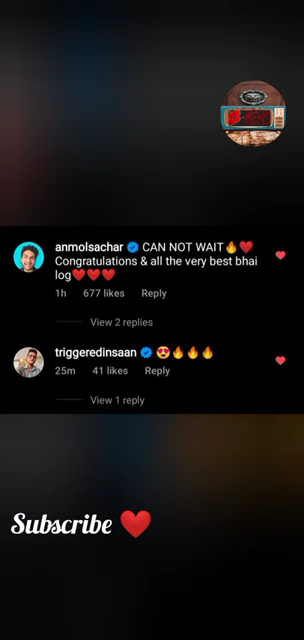 anmolsachar CAN NOT WAIT🔥❤️
Congratulations & all the very best bhai
log❤️❤️❤️
1h 677 likes Reply
View 2 replies
triggeredinsaan 😍🔥🔥🔥
25m 41 likes Reply
View 1 reply
Subscribe ❤️